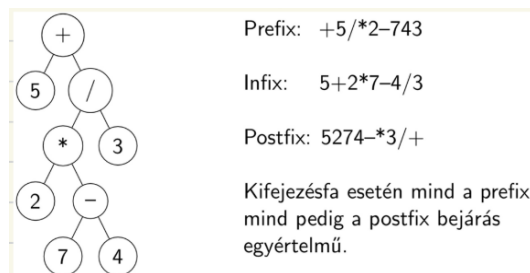 +
5
/
*
3
2
–
7
4
Prefix: +5/*2–743
Infix: 5+2*7–4/3
Postfix: 5274–*3/+
Kifejezésfa esetén mind a prefix
mind pedig a postfix bejárás
egyértelmű.